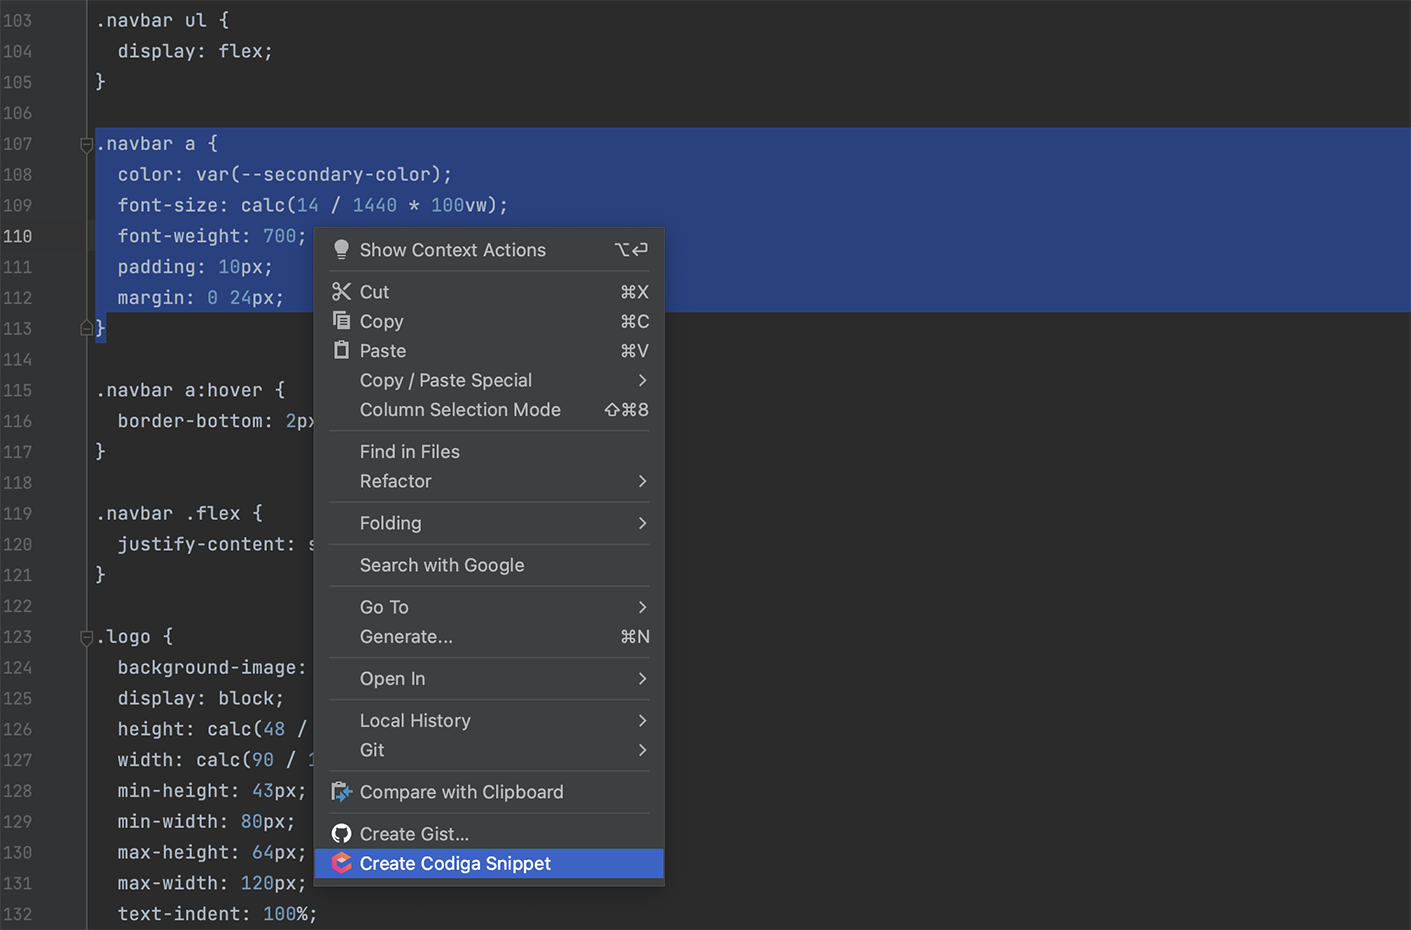 103 .navbar ul {
104 display: flex;
105 }
106
107 .navbar a {
108 color: var(--secondary-color);
109 font-size: calc(14 / 1440 * 100vw);
110 font-weight: 700;
111 padding: 10px;
112 margin: 0 24px;
113 }
114
115 .navbar a:hover {
116 border-bottom: 2px
117 }
118
119 .navbar .flex {
120 justify-content: s
121 }
122
123 .logo {
124 background-image:
125 display: block;
126 height: calc(48 /
127 width: calc(90 / 1
128 min-height: 43px;
129 min-width: 80px;
130 max-height: 64px;
131 max-width: 120px;
132 text-indent: 100%;
Show Context Actions ⌥⏎
Cut ⌘X
Copy ⌘C
Paste ⌘V
Copy / Paste Special >
Column Selection Mode ⇧⌘8
Find in Files
Refactor >
Folding >
Search with Google
Go To >
Generate... ⌘N
Open In >
Local History >
Git >
Compare with Clipboard
Create Gist...
Create Codiga Snippet